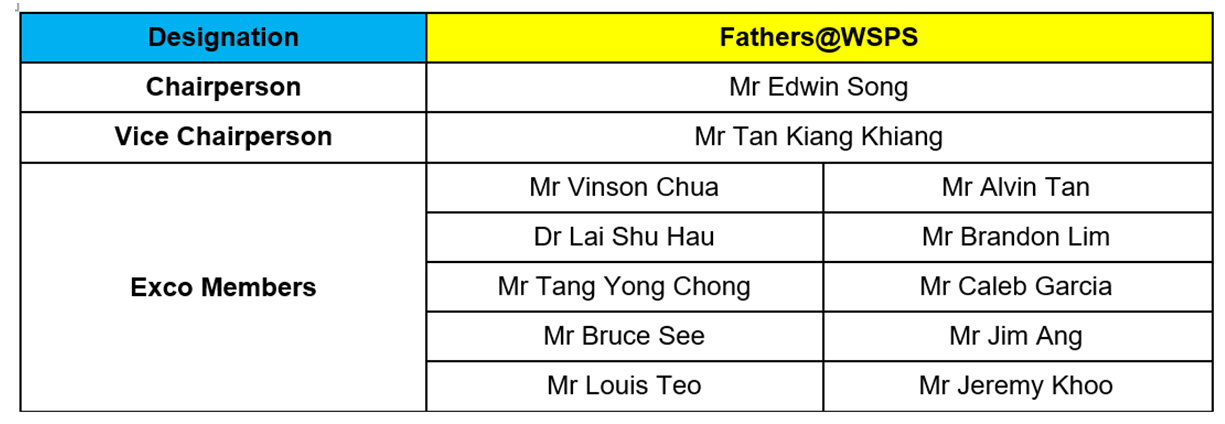 Designation Fathers@WSPS
Chairperson Mr Edwin Song
Vice Chairperson Mr Tan Kiang Khiang
Exco Members
Mr Vinson Chua Mr Alvin Tan
Dr Lai Shu Hau Mr Brandon Lim
Mr Tang Yong Chong Mr Caleb Garcia
Mr Bruce See Mr Jim Ang
Mr Louis Teo Mr Jeremy Khoo